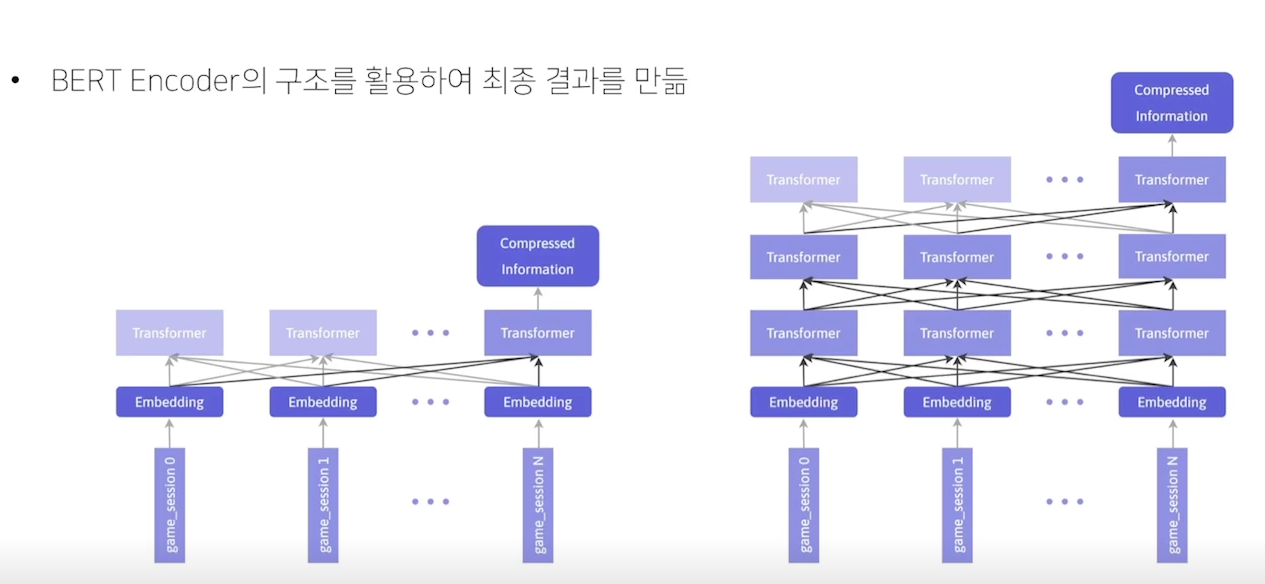 • BERT Encoder의 구조를 활용하여 최종 결과를 만듦
Compressed
Information
Transformer Transformer • • • Transformer
Embedding Embedding • • • Embedding
game_session 0 game_session 1 • • • game_session N
Compressed
Information
Transformer Transformer • • • Transformer
Transformer Transformer • • • Transformer
Transformer Transformer • • • Transformer
Embedding Embedding • • • Embedding
game_session 0 game_session 1 • • • game_session N